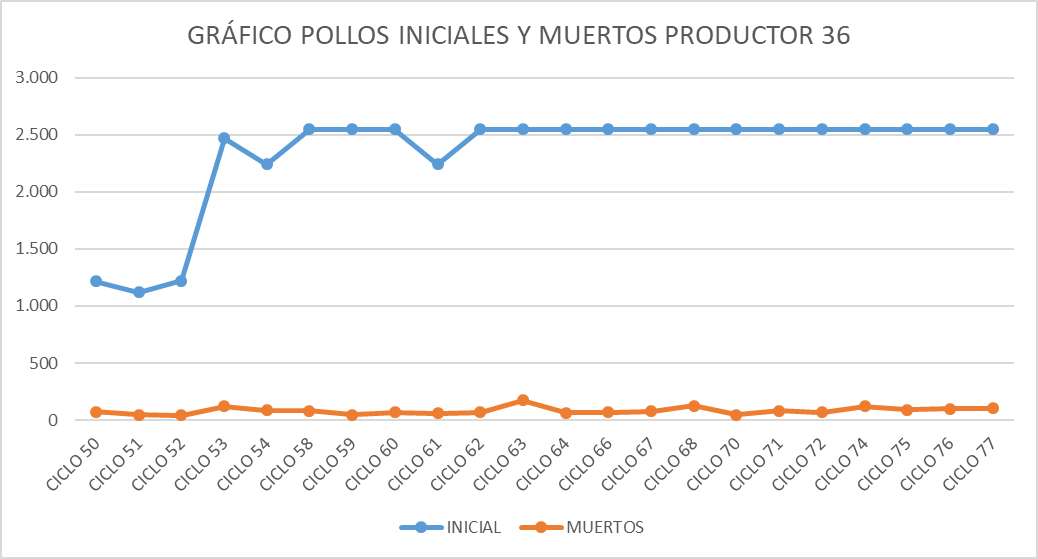 GRÁFICO POLLOS INICIALES Y MUERTOS PRODUCTOR 36
3.000
2.500
2.000
1.500
1.000
500
0
CICLO 50
CICLO 51
CICLO 52
CICLO 53
CICLO 54
CICLO 58
CICLO 59
CICLO 60
CICLO 61
CICLO 62
CICLO 63
CICLO 64
CICLO 66
CICLO 67
CICLO 68
CICLO 70
CICLO 71
CICLO 72
CICLO 74
CICLO 75
CICLO 76
CICLO 77
INICIAL
MUERTOS